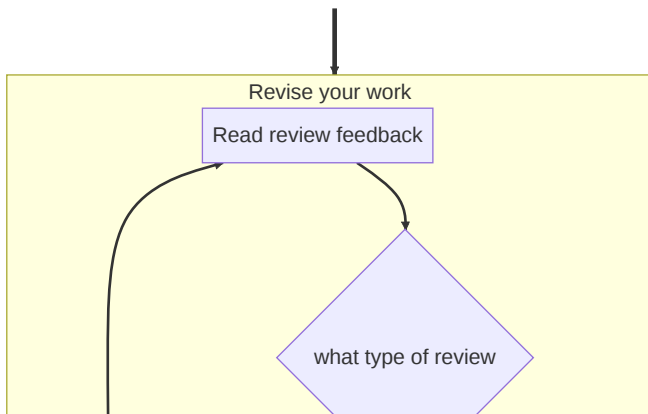 Revise your work
Read review feedback
what type of review